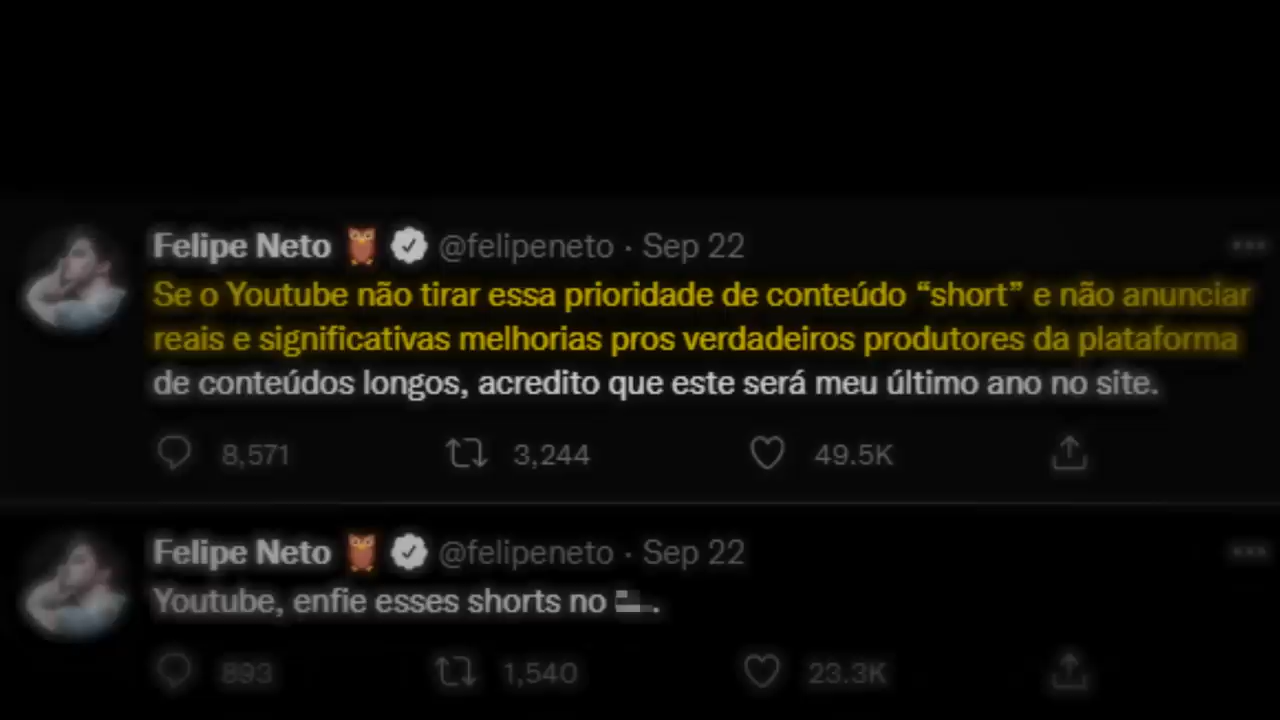 Felipe Neto @felipeneto · Sep 22
Se o Youtube não tirar essa prioridade de conteúdo “short” e não anunciar
reais e significativas melhorias pros verdadeiros produtores da plataforma
de conteúdos longos, acredito que este será meu último ano no site.
8,571 3,244 49.5K
Felipe Neto @felipeneto · Sep 22
Youtube, enfie esses shorts no .
893 1,540 23.3K